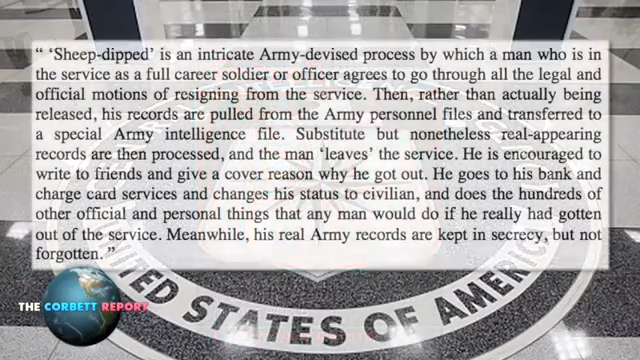 “ ‘Sheep-dipped’ is an intricate Army-devised process by which a man who is in
the service as a full career soldier or officer agrees to go through all the legal and
official motions of resigning from the service. Then, rather than actually being
released, his records are pulled from the Army personnel files and transferred to
a special Army intelligence file. Substitute but nonetheless real-appearing
records are then processed, and the man ‘leaves’ the service. He is encouraged to
write to friends and give a cover reason why he got out. He goes to his bank and
charge card services and changes his status to civilian, and does the hundreds of
other official and personal things that any man would do if he really had gotten
out of the service. Meanwhile, his real Army records are kept in secrecy, but not
forgotten. ”
THE CORBETT REPORT
UNITED STATES OF AMERICA